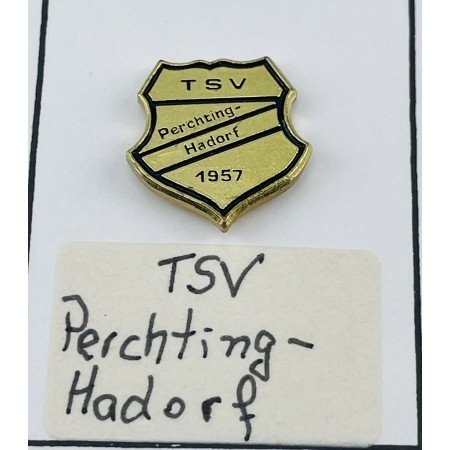 TSV
Perchting-
Hadorf
1957
TSV
Perchting-
Hadorf